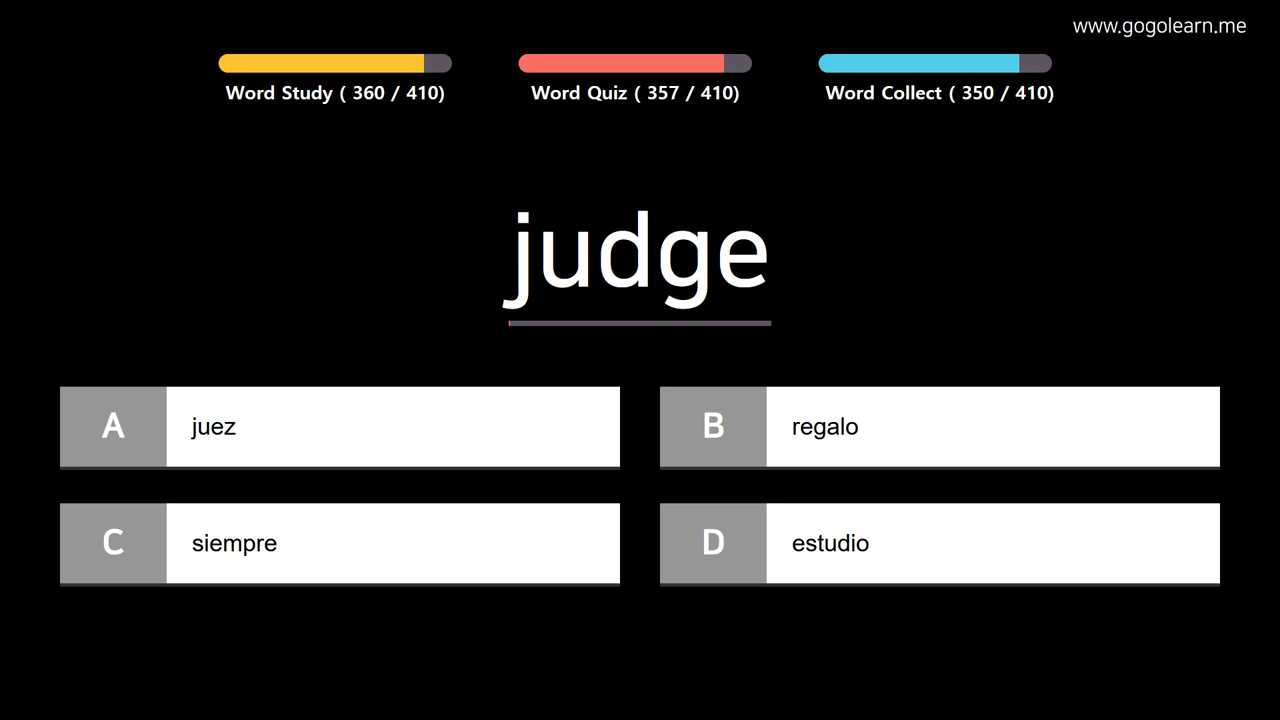 www.gogolearn.me
Word Study ( 360 / 410)
Word Quiz ( 357 / 410)
Word Collect ( 350 / 410)
judge
A juez
B regalo
C siempre
D estudio